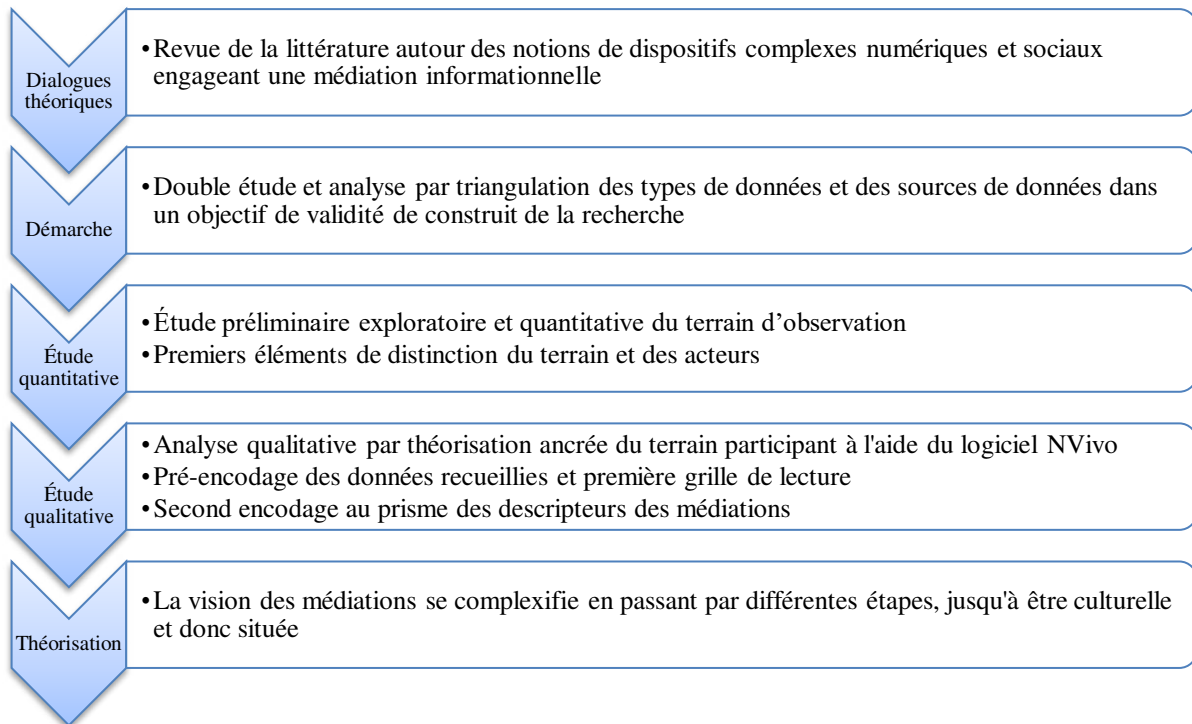 Dialogues
théoriques
•Revue de la littérature autour des notions de dispositifs complexes numériques et sociaux
engageant une médiation informationnelle
Démarche
•Double étude et analyse par triangulation des types de données et des sources de données dans
un objectif de validité de construit de la recherche
Étude
quantitative
•Étude préliminaire exploratoire et quantitative du terrain d’observation
•Premiers éléments de distinction du terrain et des acteurs
Étude
qualitative
•Analyse qualitative par théorisation ancrée du terrain participant à l'aide du logiciel NVivo
•Pré-encodage des données recueillies et première grille de lecture
•Second encodage au prisme des descripteurs des médiations
Théorisation
•La vision des médiations se complexifie en passant par différentes étapes, jusqu'à être culturelle
et donc située